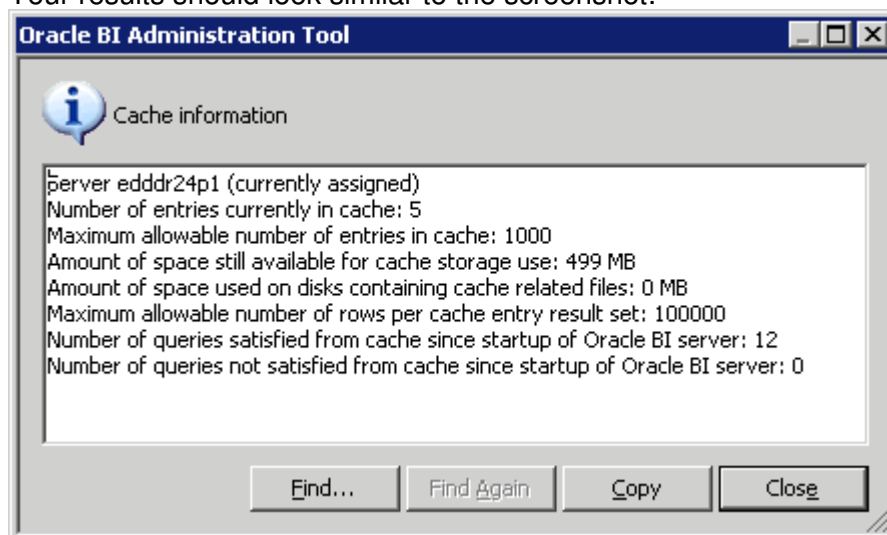 Your results should look similar to the screenshot:
Oracle BI Administration Tool
Cache information
Server edddr24p1 (currently assigned)
Number of entries currently in cache: 5
Maximum allowable number of entries in cache: 1000
Amount of space still available for cache storage use: 499 MB
Amount of space used on disks containing cache related files: 0 MB
Maximum allowable number of rows per cache entry result set: 100000
Number of queries satisfied from cache since startup of Oracle BI server: 12
Number of queries not satisfied from cache since startup of Oracle BI server: 0
Find... Find Again Copy Close